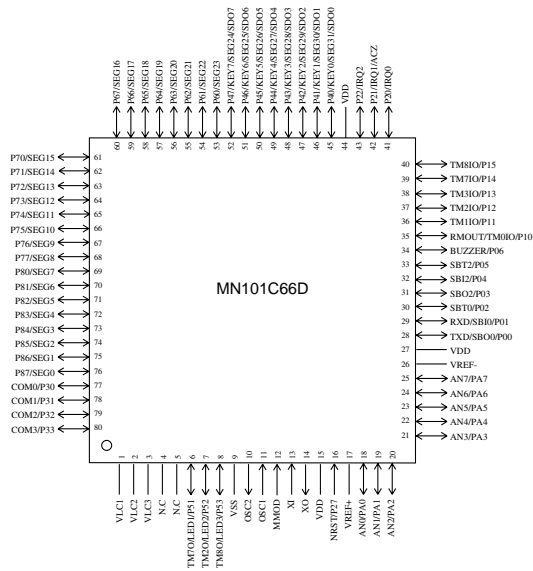 P67/SEG16
P66/SEG17
P65/SEG18
P64/SEG19
P63/SEG20
P62/SEG21
P61/SEG22
P60/SEG23
P47/KEY7/SEG24/SDO7
P46/KEY6/SEG25/SDO6
P45/KEY5/SEG26/SDO5
P44/KEY4/SEG27/SDO4
P43/KEY3/SEG28/SDO3
P42/KEY2/SEG29/SDO2
P41/KEY1/SEG30/SDO1
P40/KEY0/SEG31/SDO0
VDD
P22/IRQ2
P21/IRQ1/ACZ
P20/IRQ0
60
59
58
57
56
55
54
53
52
51
50
49
48
47
46
45
44
43
42
41
P70/SEG15 61
P71/SEG14 62
P72/SEG13 63
P73/SEG12 64
P74/SEG11 65
P75/SEG10 66
P76/SEG9 67
P77/SEG8 68
P80/SEG7 69
P81/SEG6 70
P82/SEG5 71
P83/SEG4 72
P84/SEG3 73
P85/SEG2 74
P86/SEG1 75
P87/SEG0 76
COM0/P30 77
COM1/P31 78
COM2/P32 79
COM3/P33 80
MN101C66D
40 TM8IO/P15
39 TM7IO/P14
38 TM3IO/P13
37 TM2IO/P12
36 TM1IO/P11
35 RMOUT/TM0IO/P10
34 BUZZER/P06
33 SBT2/P05
32 SBI2/P04
31 SBO2/P03
30 SBT0/P02
29 RXD/SBI0/P01
28 TXD/SBO0/P00
27 VDD
26 VREF-
25 AN7/PA7
24 AN6/PA6
23 AN5/PA5
22 AN4/PA4
21 AN3/PA3
1
2
3
4
5
6
7
8
9
10
11
12
13
14
15
16
17
18
19
20
VLC1
VLC2
VLC3
N.C
N.C
TM7O/LED1/P51
TM2O/LED2/P52
TM8O/LED3/P53
VSS
OSC2
OSC1
MMOD
XI
XO
VDD
NRST/P27
VREF+
AN0/PA0
AN1/PA1
AN2/PA2